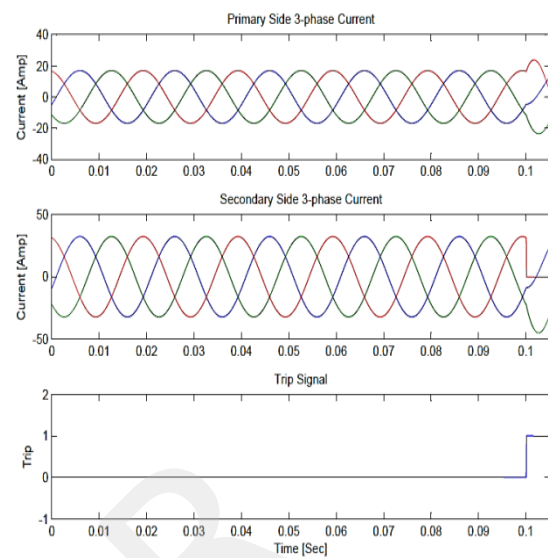 Primary Side 3-phase Current
Current [Amp]
40
20
0
-20
-40
0 0.01 0.02 0.03 0.04 0.05 0.06 0.07 0.08 0.09 0.1
Secondary Side 3-phase Current
Current [Amp]
50
0
-50
0 0.01 0.02 0.03 0.04 0.05 0.06 0.07 0.08 0.09 0.1
Trip Signal
Trip
2
1
0
-1
0 0.01 0.02 0.03 0.04 0.05 0.06 0.07 0.08 0.09 0.1
Time [Sec]